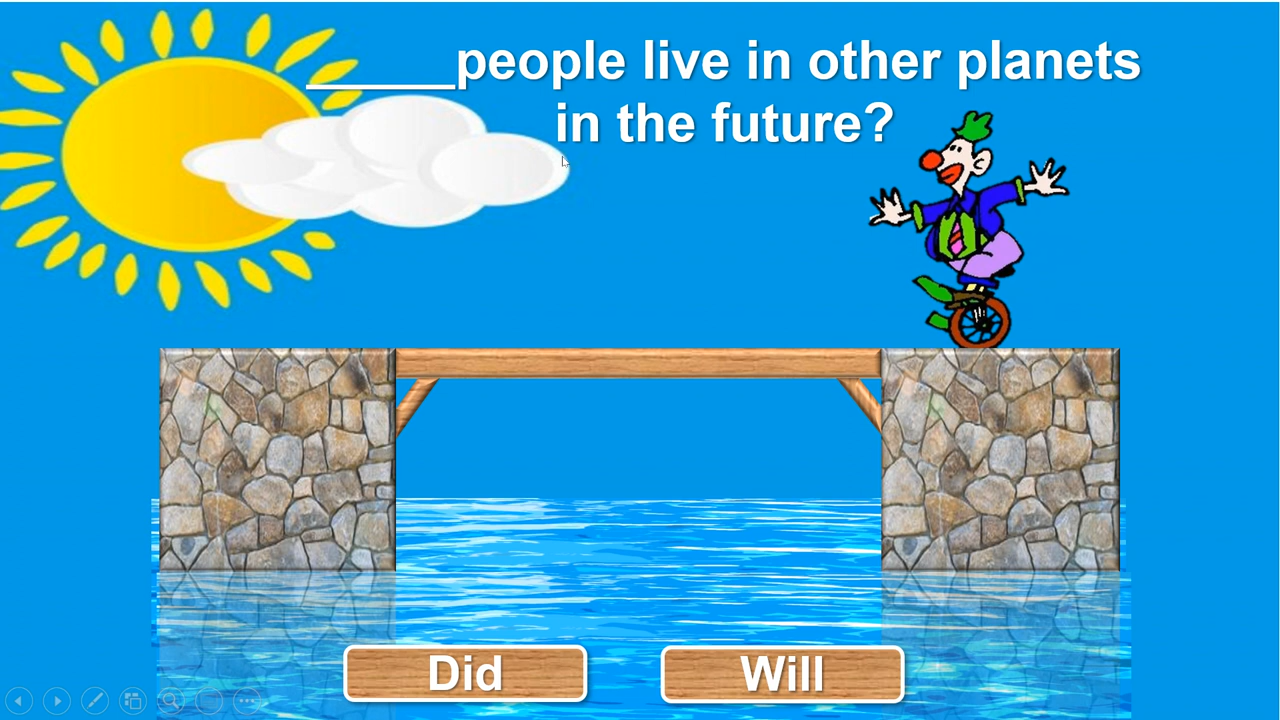 _____people live in other planets
in the future?
Did
Will